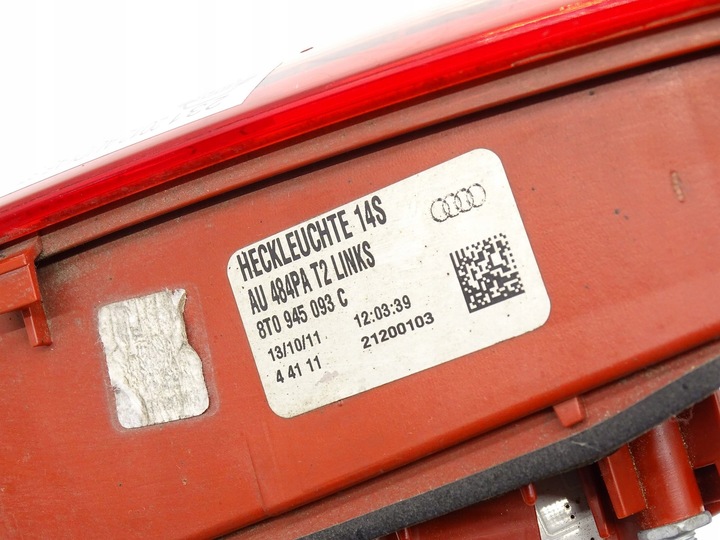 HECKLEUCHTE 14S
AU 484PA T2 LINKS
8T0 945 093 C
13/10/11 12:03:39
4 41 11 21200103